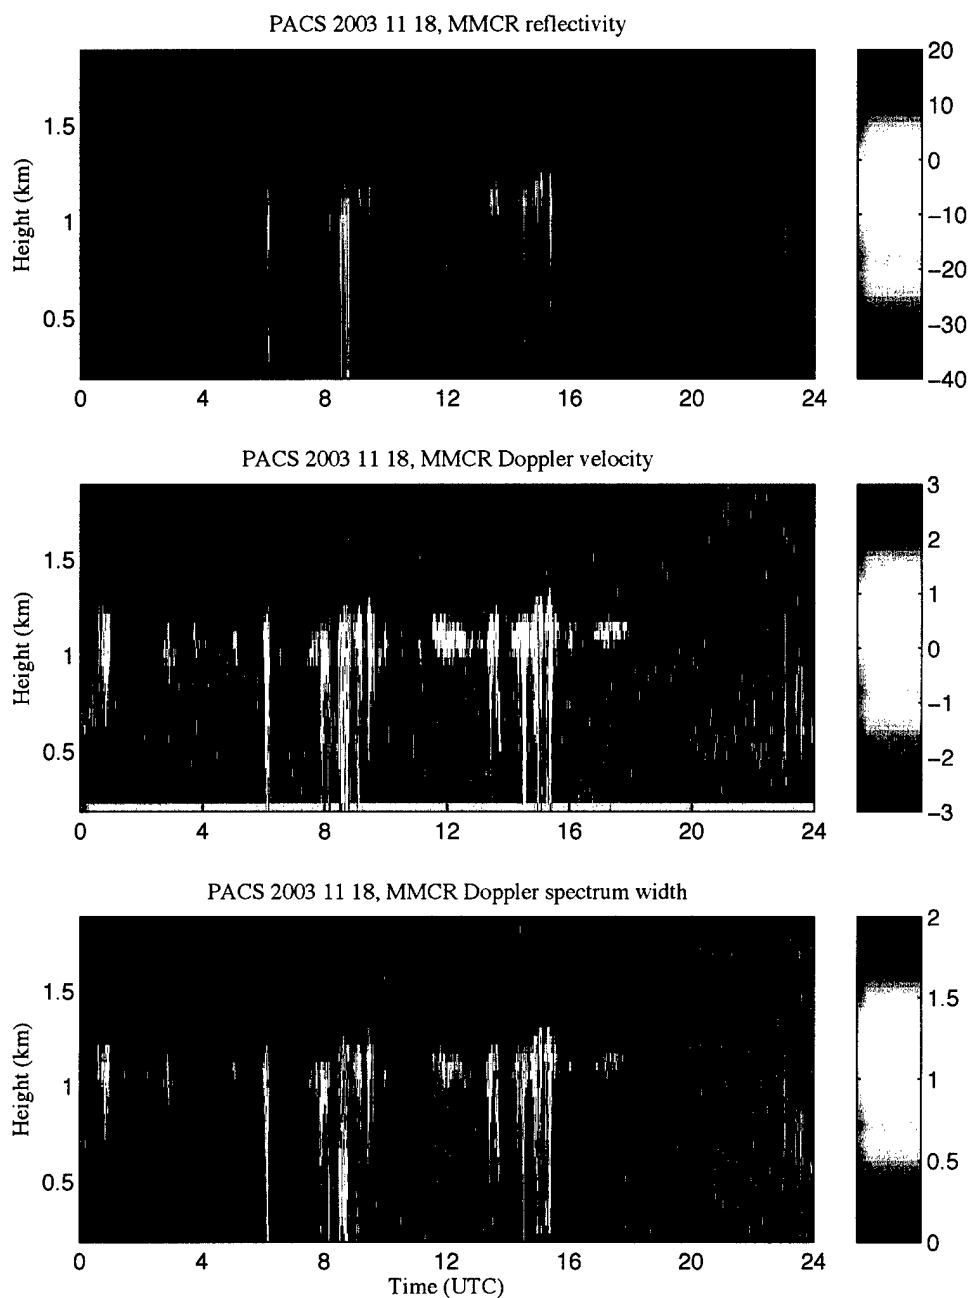 PACS 2003 11 18, MMCR reflectivity
20
10
0
−10
−20
−30
−40
Height (km)
1.5
1
0.5
0 4 8 12 16 20 24
PACS 2003 11 18, MMCR Doppler velocity
3
2
1
0
−1
−2
−3
Height (km)
1.5
1
0.5
0 4 8 12 16 20 24
PACS 2003 11 18, MMCR Doppler spectrum width
2
1.5
1
0.5
0
Height (km)
1.5
1
0.5
0 4 8 12 16 20 24
Time (UTC)